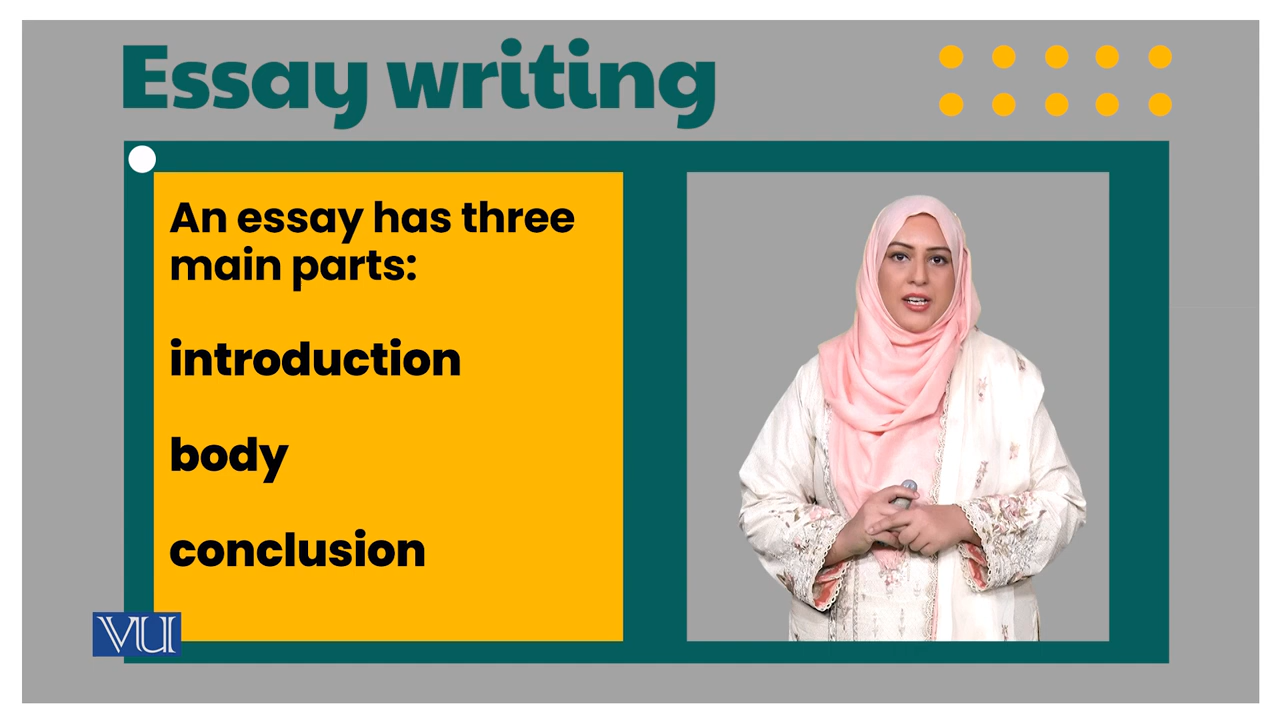 Essay writing
An essay has three
main parts:
introduction
body
conclusion
VU